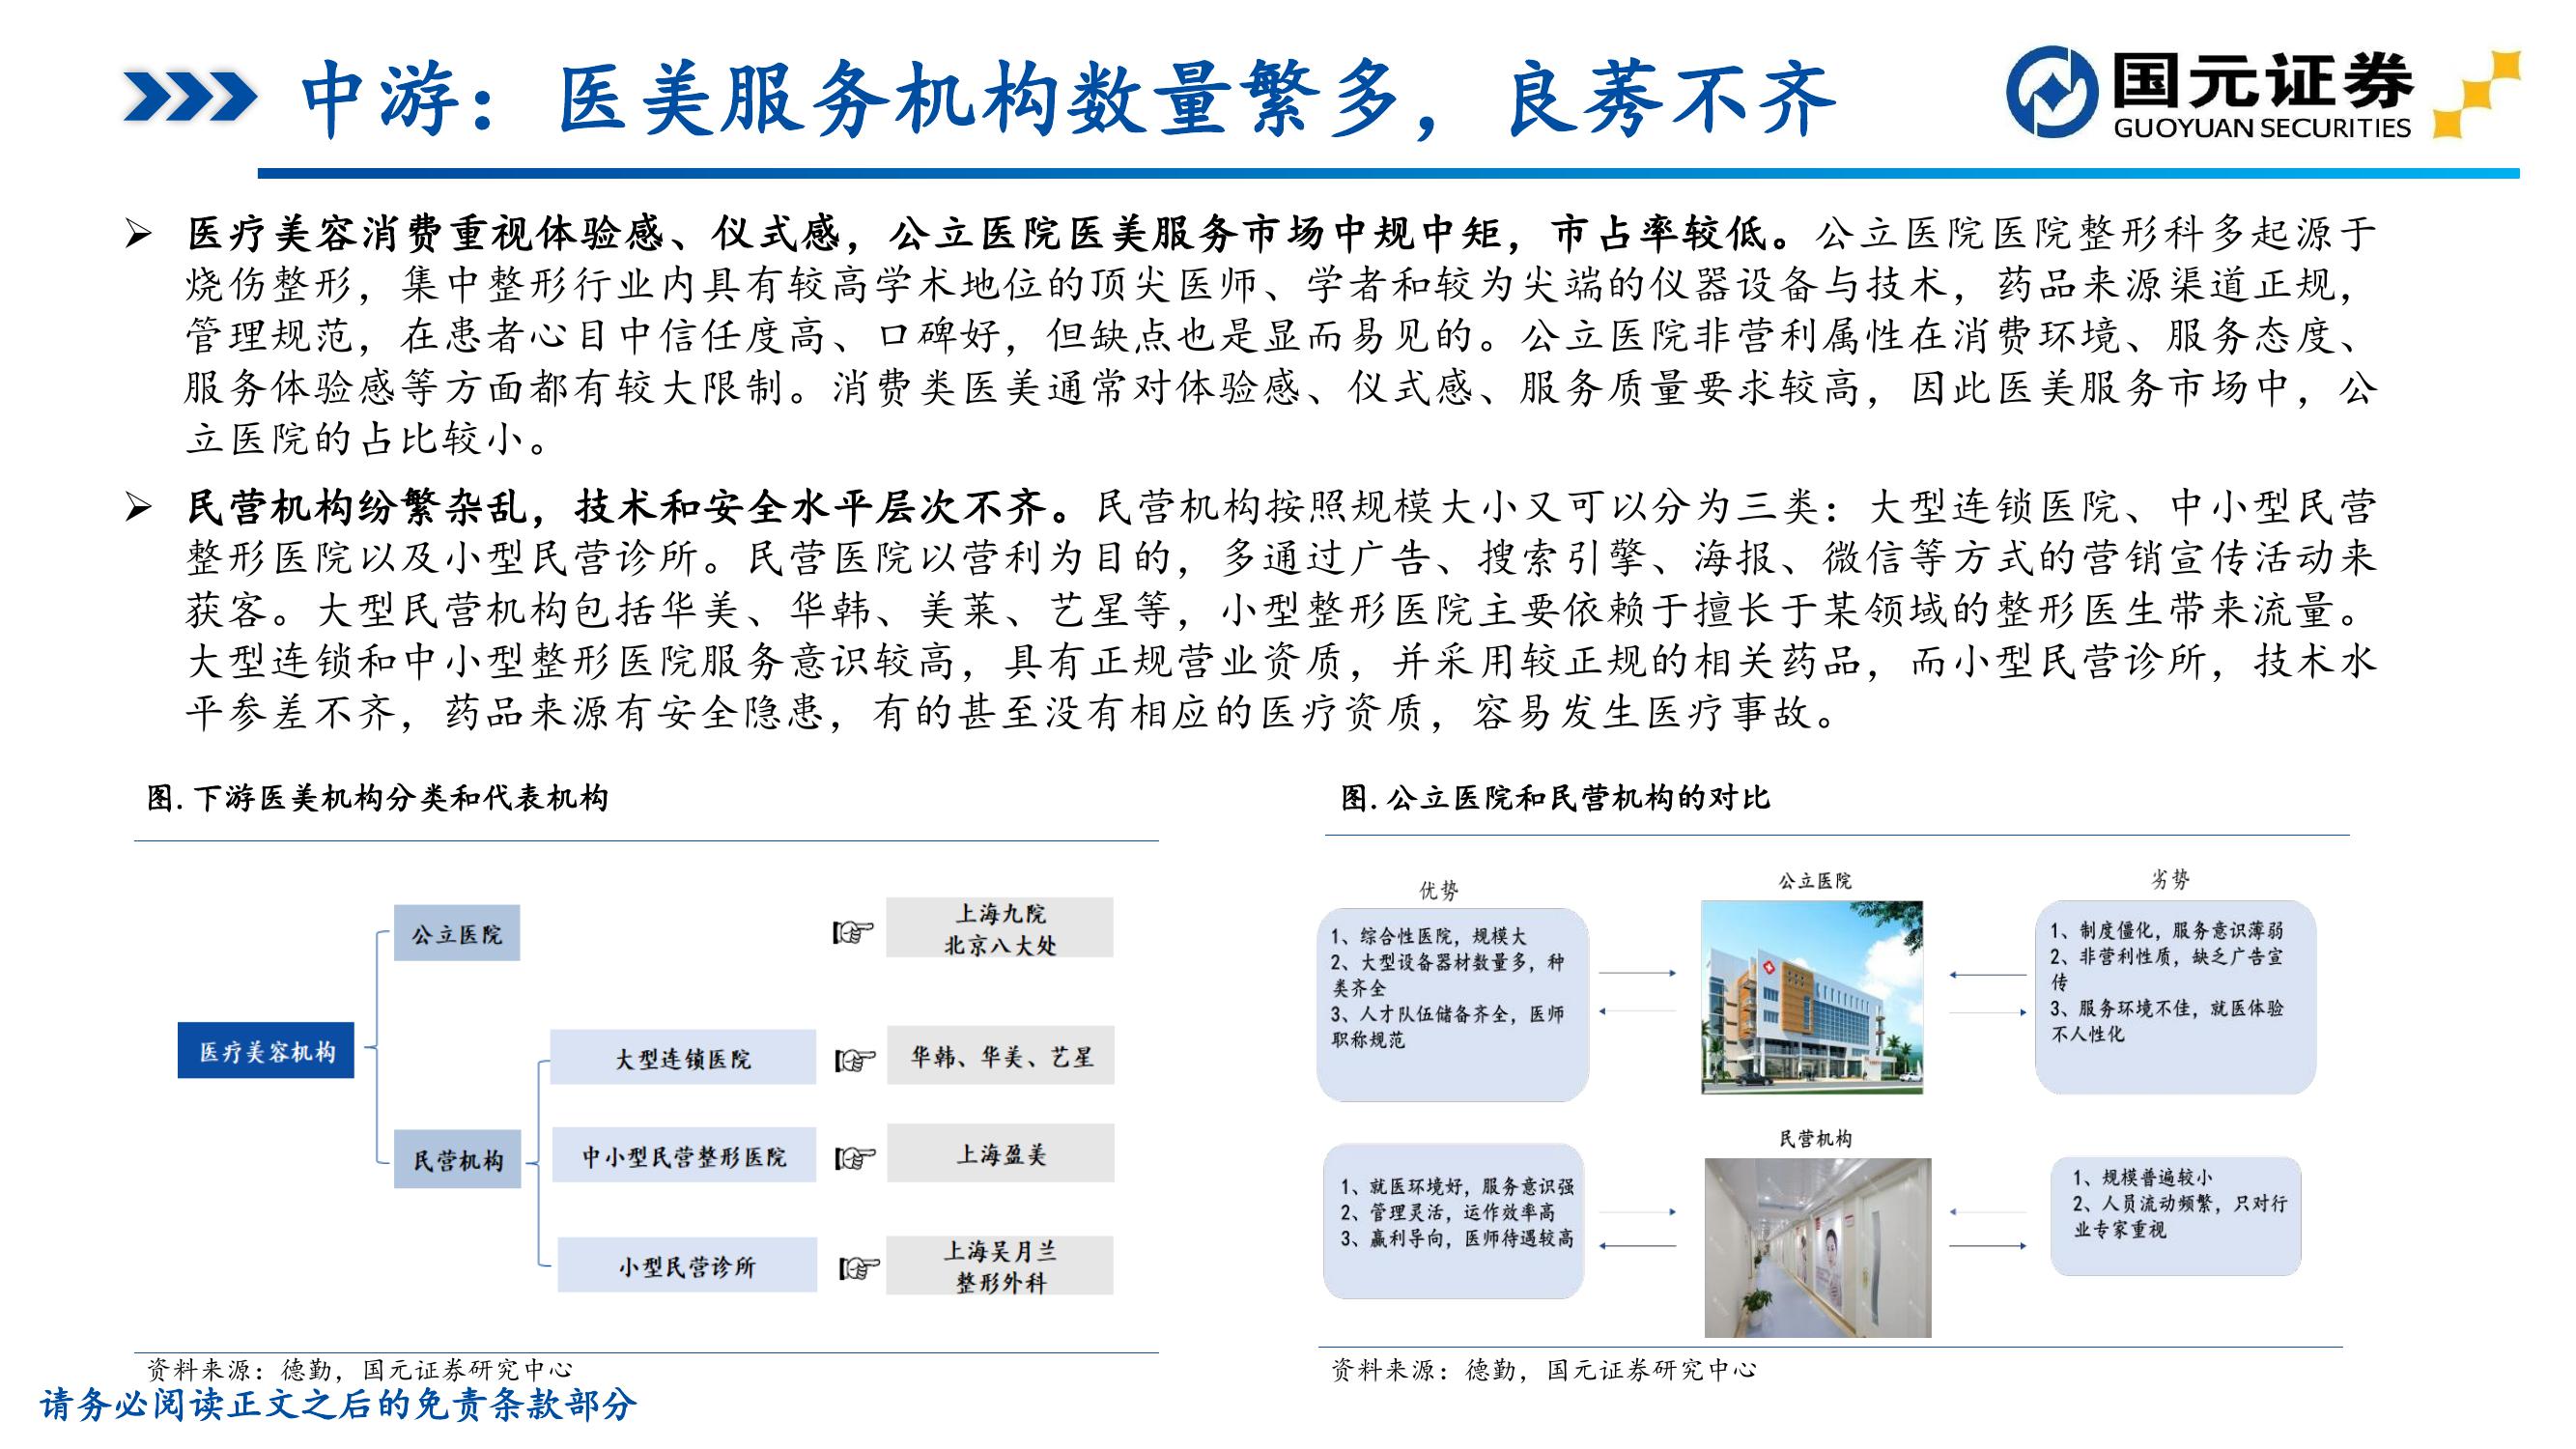 中游：医美服务机构数量繁多，良莠不齐
国元证券
GUOYUAN SECURITIES
医疗美容消费重视体验感、仪式感，公立医院医美服务市场中规中矩，市占率较低。公立医院医院整形科多起源于
烧伤整形，集中整形行业内具有较高学术地位的顶尖医师、学者和较为尖端的仪器设备与技术，药品来源渠道正规，
管理规范，在患者心目中信任度高、口碑好，但缺点也是显而易见的。公立医院非营利属性在消费环境、服务态度、
服务体验感等方面都有较大限制。消费类医美通常对体验感、仪式感、服务质量要求较高，因此医美服务市场中，公
立医院的占比较小。
民营机构纷繁杂乱，技术和安全水平层次不齐。民营机构按照规模大小又可以分为三类：大型连锁医院、中小型民营
整形医院以及小型民营诊所。民营医院以营利为目的，多通过广告、搜索引擎、海报、微信等方式的营销宣传活动来
获客。大型民营机构包括华美、华韩、美莱、艺星等，小型整形医院主要依赖于擅长于某领域的整形医生带来流量。
大型连锁和中小型整形医院服务意识较高，具有正规营业资质，并采用较正规的相关药品，而小型民营诊所，技术水
平参差不齐，药品来源有安全隐患，有的甚至没有相应的医疗资质，容易发生医疗事故。
图.下游医美机构分类和代表机构
医疗美容机构
公立医院
上海九院
北京八大处
民营机构
大型连锁医院
华韩、华美、艺星
中小型民营整形医院
上海盈美
小型民营诊所
上海吴月兰
整形外科
资料来源：德勤，国元证券研究中心
图.公立医院和民营机构的对比
优势
公立医院
劣势
1、综合性医院，规模大
2、大型设备器材数量多，种
类齐全
3、人才队伍储备齐全，医师
职称规范
1、制度僵化，服务意识薄弱
2、非营利性质，缺乏广告宣
传
3、服务环境不佳，就医体验
不人性化
民营机构
1、就医环境好，服务意识强
2、管理灵活，运作效率高
3、赢利导向，医师待遇较高
1、规模普遍较小
2、人员流动频繁，只对行
业专家重视
资料来源：德勤，国元证券研究中心
请务必阅读正文之后的免责条款部分